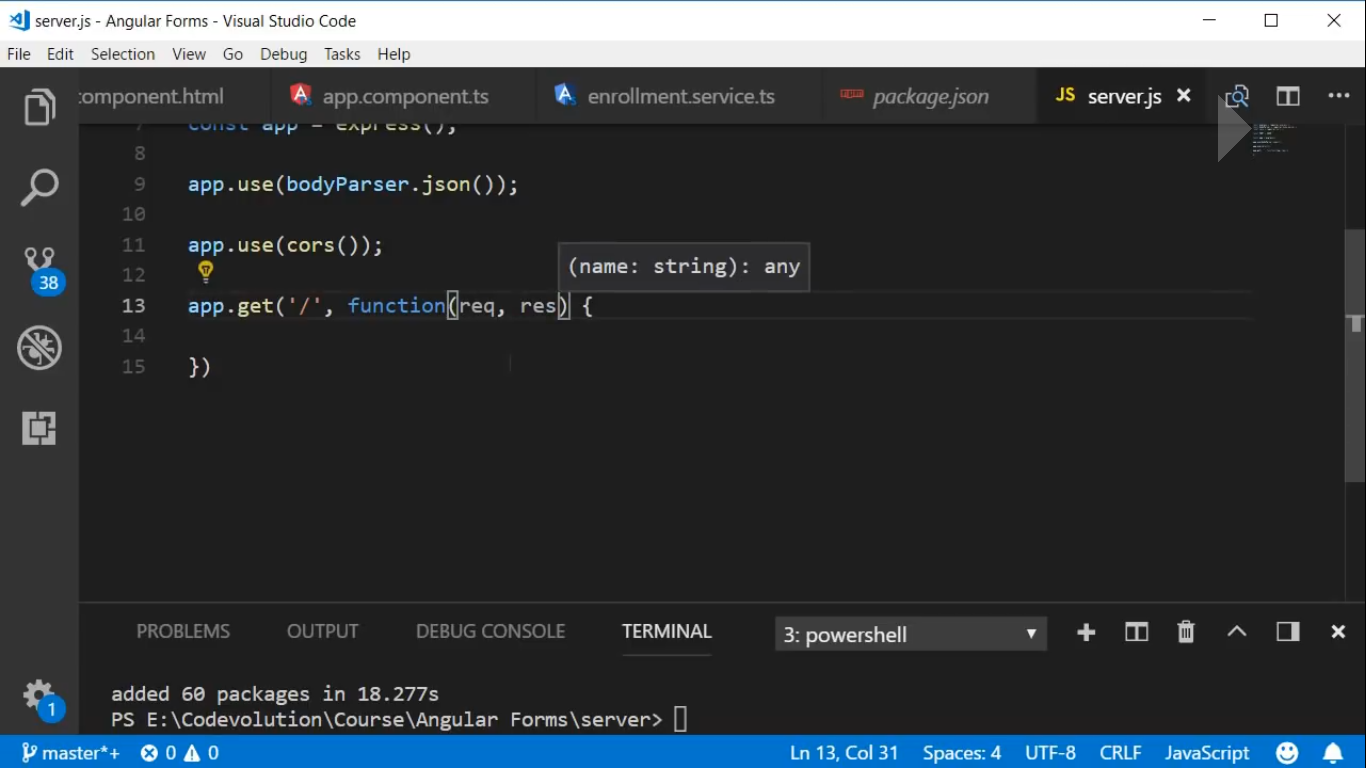 server.js - Angular Forms - Visual Studio Code
File Edit Selection View Go Debug Tasks Help
component.html app.component.ts enrollment.service.ts package.json JS server.js
7 const app = express();
8
9 app.use(bodyParser.json());
10
11 app.use(cors());
(name: string): any
12
13 app.get('/', function(req, res) {
14
15 })
PROBLEMS OUTPUT DEBUG CONSOLE TERMINAL 3: powershell
added 60 packages in 18.277s
PS E:\Codevolution\Course\Angular Forms\server>
38
1
master*+ 0 0 Ln 13, Col 31 Spaces: 4 UTF-8 CRLF JavaScript